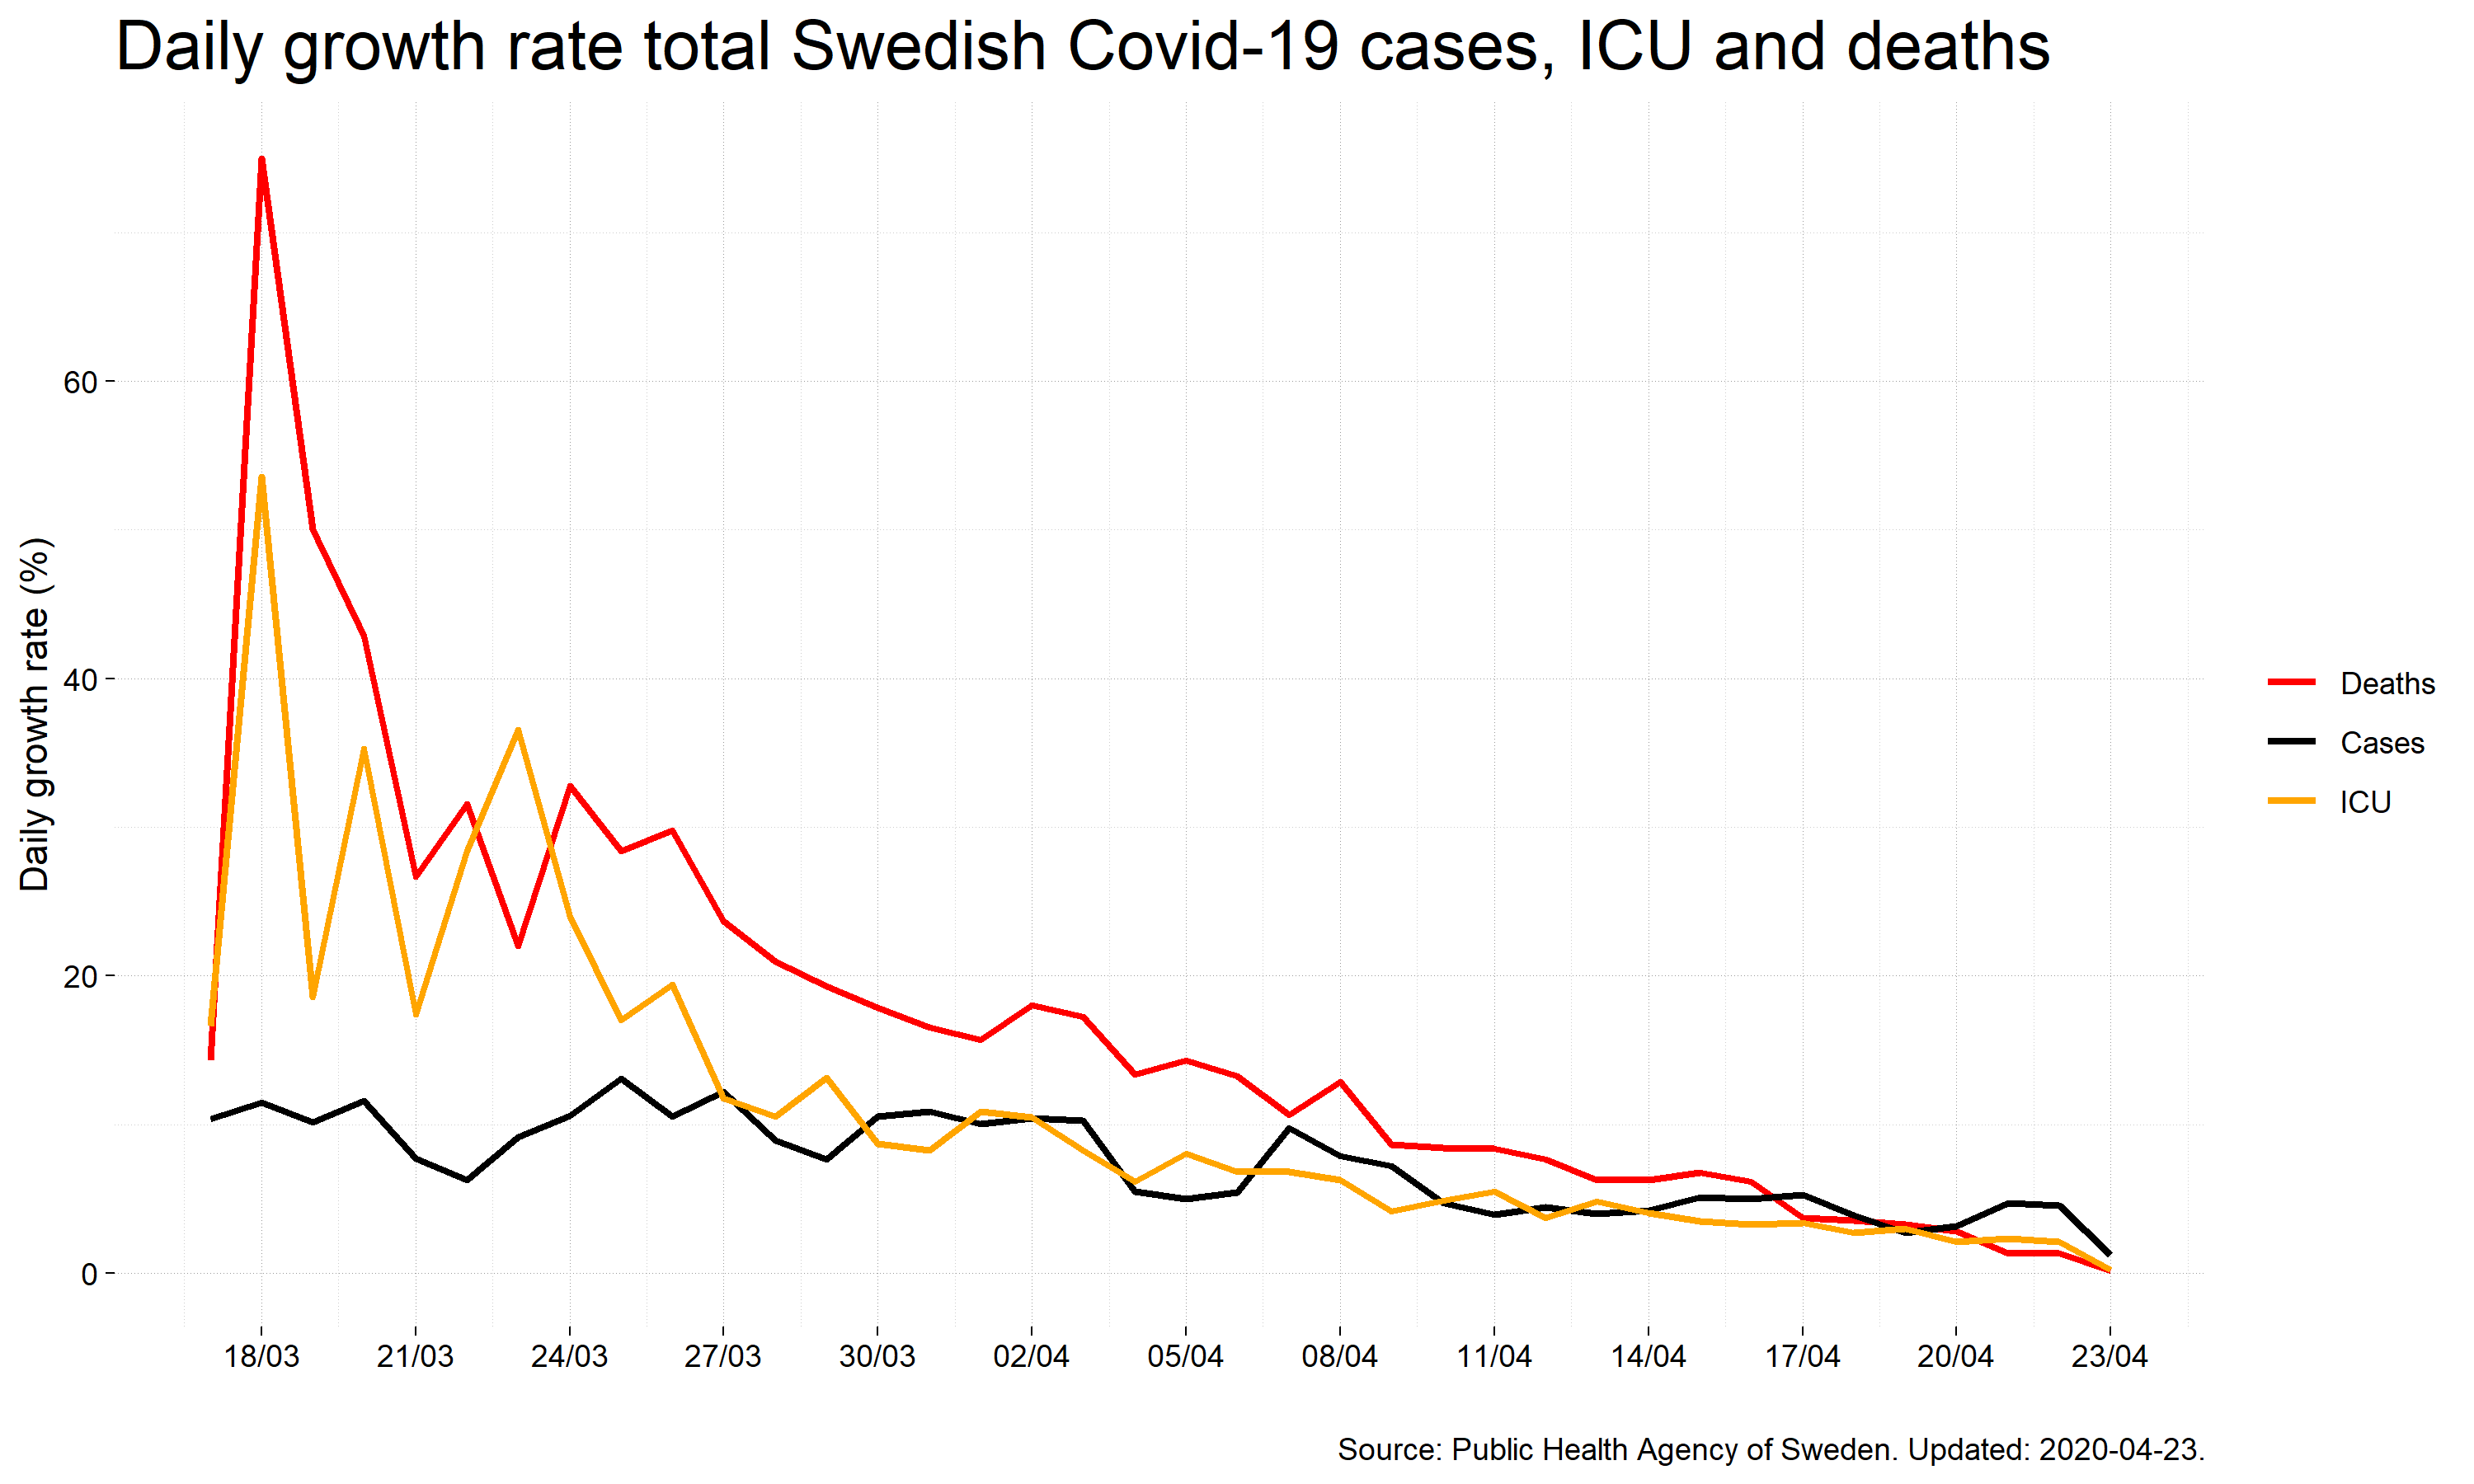 Daily growth rate total Swedish Covid-19 cases, ICU and deaths
Daily growth rate (%)
60
40
20
0
18/03
21/03
24/03
27/03
30/03
02/04
05/04
08/04
11/04
14/04
17/04
20/04
23/04
Deaths
Cases
ICU
Source: Public Health Agency of Sweden. Updated: 2020-04-23.